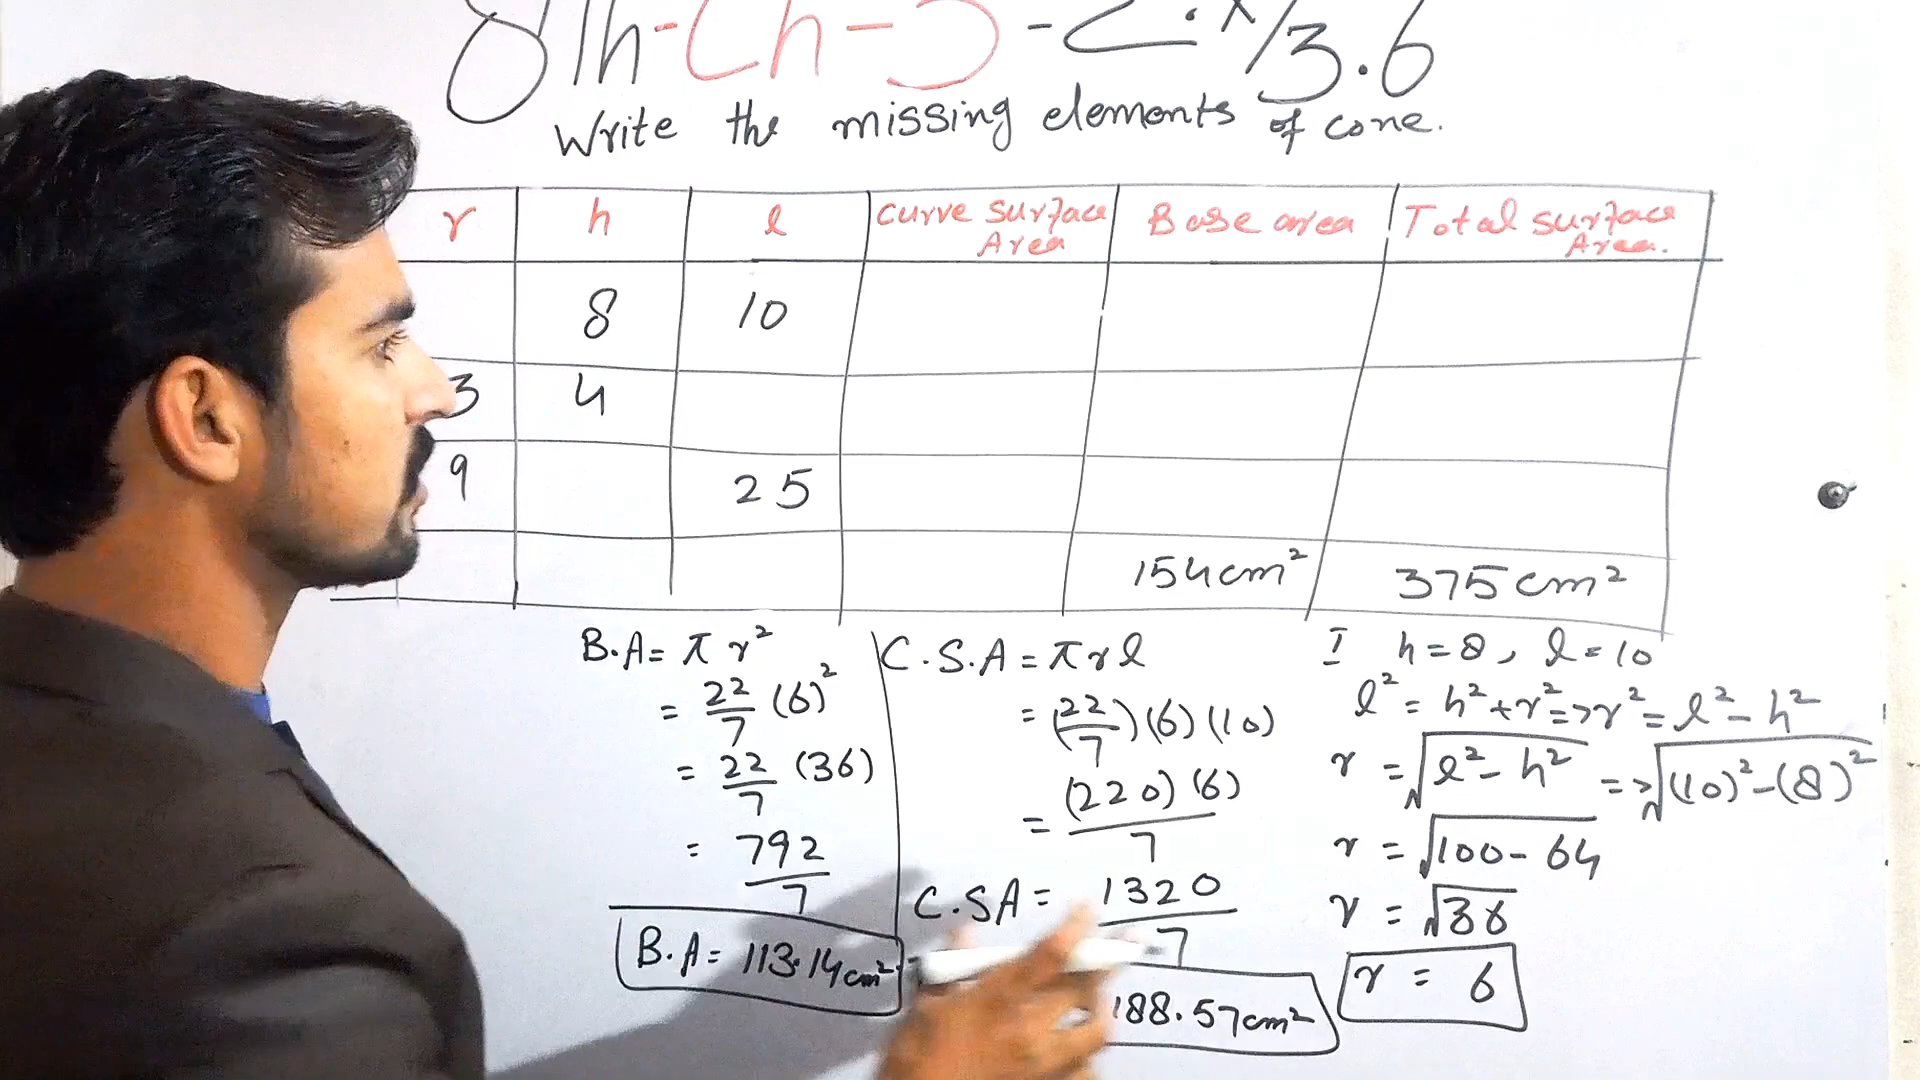 8th-Ch-5-Ex/3.6
Write the missing elements of cone.
r h l Curve Surface Area Base area Total Surface Area.
8 10
3 4
9 25
154cm² 375cm²
B.A = π r²
= 22/7 (6)²
= 22/7 (36)
= 792/7
B.A = 113.14cm²
C.S.A = π r l
= (22/7)(6)(10)
= (220)(6)/7
C.SA = 1320/7
188.57cm²
I h = 8, l = 10
l² = h² + r² => r² = l² - h²
r = √l² - h² => √(10)² - (8)²
r = √100 - 64
r = √36
r = 6